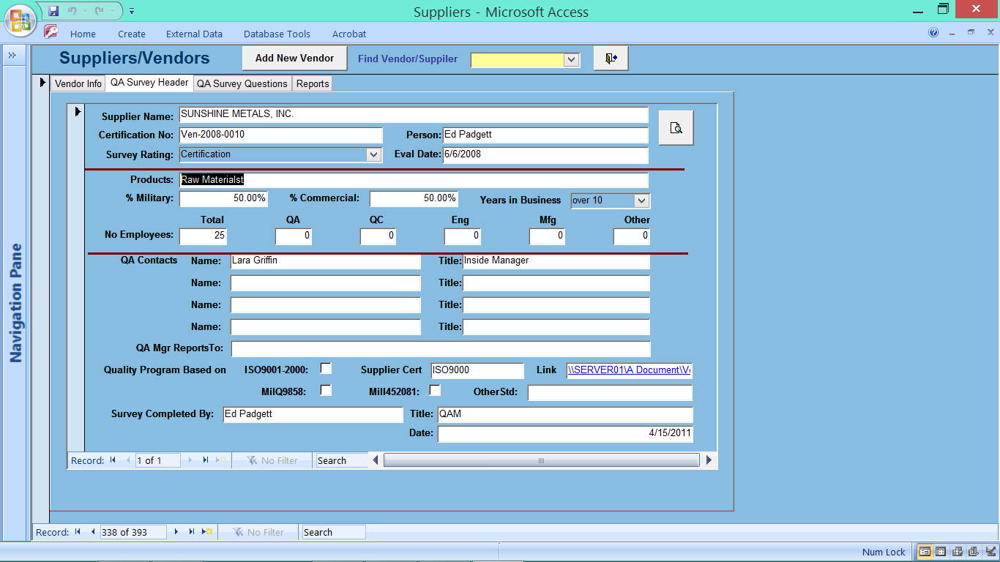 Suppliers - Microsoft Access
Home Create External Data Database Tools Acrobat
Suppliers/Vendors Add New Vendor Find Vendor/Suppiler
Vendor Info QA Survey Header QA Survey Questions Reports
Supplier Name: SUNSHINE METALS, INC.
Certification No: Ven-2008-0010 Person: Ed Padgett
Survey Rating: Certification Eval Date: 6/6/2008
Products: Raw Materialst
% Military: 50.00% % Commercial: 50.00% Years in Business over 10
Total QA QC Eng Mfg Other
No Employees: 25 0 0 0 0 0
QA Contacts Name: Lara Griffin Title: Inside Manager
Name: Title:
Name: Title:
Name: Title:
QA Mgr ReportsTo:
Quality Program Based on ISO9001-2000: Supplier Cert ISO9000 Link \\SERVER01\A Document\Ve
MilQ9858: MilI452081: OtherStd:
Survey Completed By: Ed Padgett Title: QAM
Date: 4/15/2011
Record: 1 of 1 No Filter Search
Record: 338 of 393 No Filter Search
Navigation Pane
Num Lock